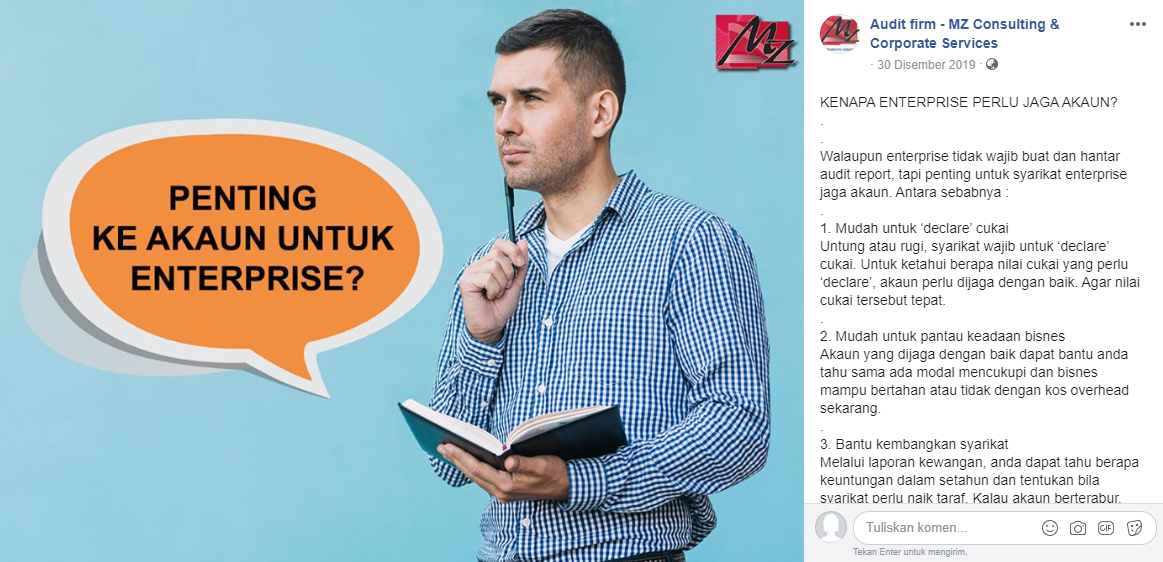 PENTING
KE AKAUN UNTUK
ENTERPRISE?
MZ
Audit firm - MZ Consulting &
Corporate Services
· 30 Disember 2019 ·
KENAPA ENTERPRISE PERLU JAGA AKAUN?
.
.
Walaupun enterprise tidak wajib buat dan hantar
audit report, tapi penting untuk syarikat enterprise
jaga akaun. Antara sebabnya :
.
1. Mudah untuk ‘declare’ cukai
Untung atau rugi, syarikat wajib untuk ‘declare’
cukai. Untuk ketahui berapa nilai cukai yang perlu
‘declare’, akaun perlu dijaga dengan baik. Agar nilai
cukai tersebut tepat.
.
2. Mudah untuk pantau keadaan bisnes
Akaun yang dijaga dengan baik dapat bantu anda
tahu sama ada modal mencukupi dan bisnes
mampu bertahan atau tidak dengan kos overhead
sekarang.
.
3. Bantu kembangkan syarikat
Melalui laporan kewangan, anda dapat tahu berapa
keuntungan dalam setahun dan tentukan bila
syarikat perlu naik taraf. Kalau akaun berterabur,
Tuliskan komen...
GIF
Tekan Enter untuk mengirim.